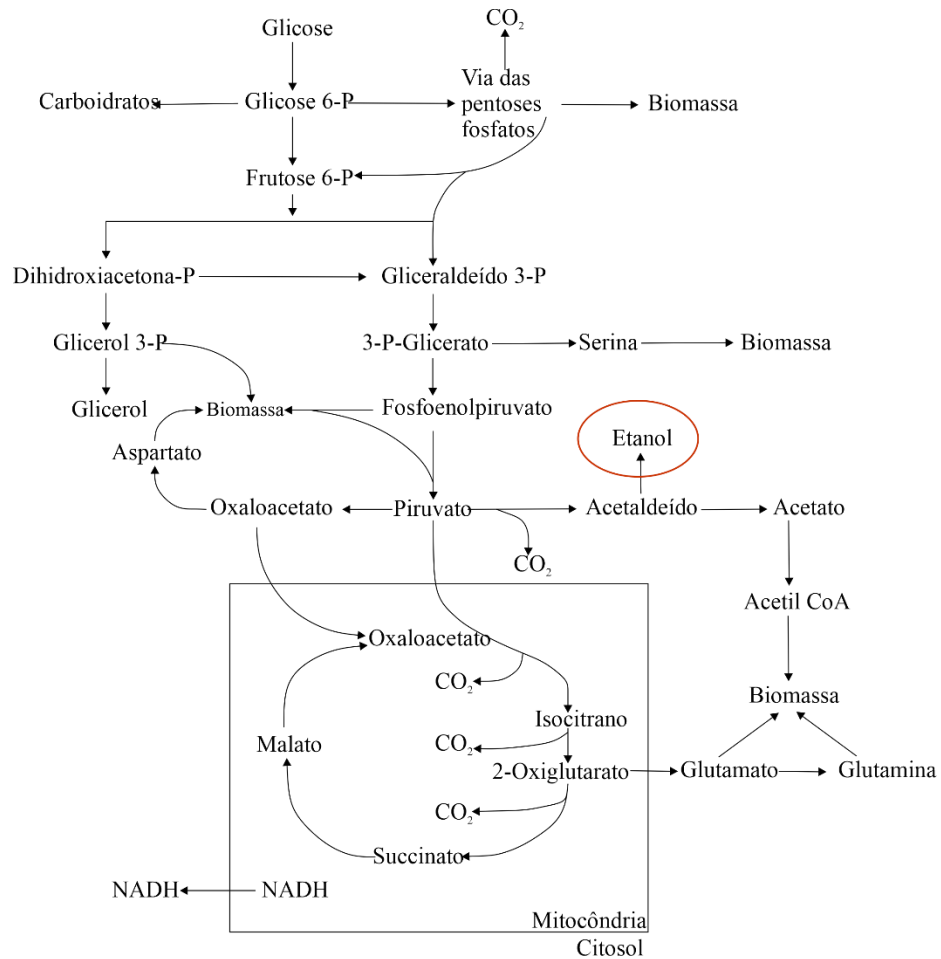 CO2
Glicose
Via das
pentoses
fosfatos
Carboidratos
Glicose 6-P
Biomassa
Frutose 6-P
Dihidroxiacetona-P
Gliceraldeído 3-P
Glicerol 3-P
3-P-Glicerato
Serina
Biomassa
Glicerol
Biomassa
Fosfoenolpiruvato
Etanol
Aspartato
Oxaloacetato
Piruvato
Acetaldeído
Acetato
CO2
Acetil CoA
Oxaloacetato
CO2
Biomassa
Isocitrano
Malato
CO2
2-Oxiglutarato
Glutamato
Glutamina
CO2
Succinato
NADH
NADH
Mitocôndria
Citosol